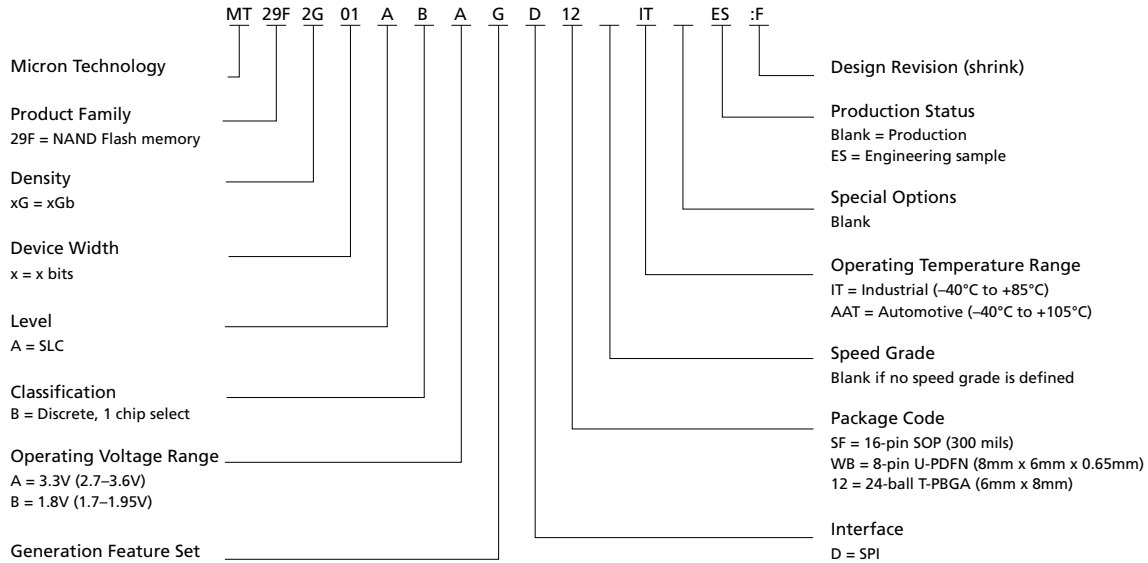 MT 29F 2G 01 A B A G D 12 IT ES :F
Micron Technology
Product Family
29F = NAND Flash memory
Density
xG = xGb
Device Width
x = x bits
Level
A = SLC
Classification
B = Discrete, 1 chip select
Operating Voltage Range
A = 3.3V (2.7–3.6V)
B = 1.8V (1.7–1.95V)
Generation Feature Set
Design Revision (shrink)
Production Status
Blank = Production
ES = Engineering sample
Special Options
Blank
Operating Temperature Range
IT = Industrial (–40°C to +85°C)
AAT = Automotive (–40°C to +105°C)
Speed Grade
Blank if no speed grade is defined
Package Code
SF = 16-pin SOP (300 mils)
WB = 8-pin U-PDFN (8mm x 6mm x 0.65mm)
12 = 24-ball T-PBGA (6mm x 8mm)
Interface
D = SPI